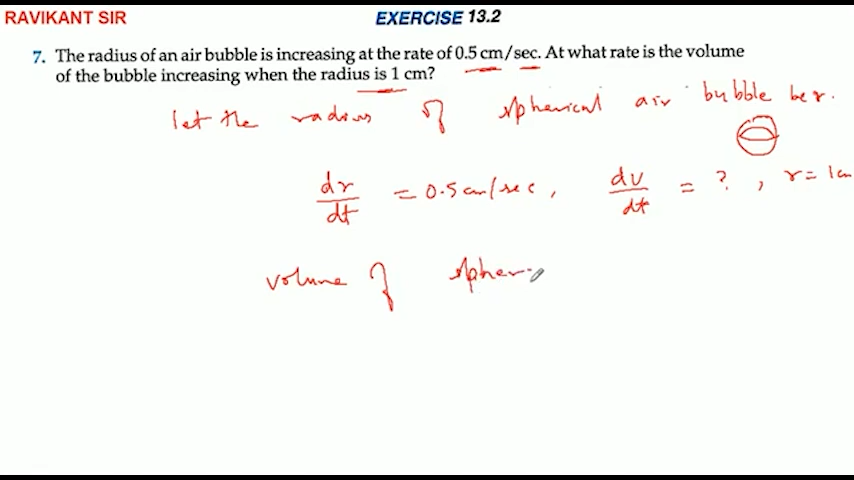 RAVIKANT SIR
EXERCISE 13.2
7. The radius of an air bubble is increasing at the rate of 0.5 cm/sec. At what rate is the volume
of the bubble increasing when the radius is 1 cm?
let the radius of spherical air bubble be r.
dr/dt = 0.5 cm/sec, dv/dt = ?, r = 1cm
volume of spher